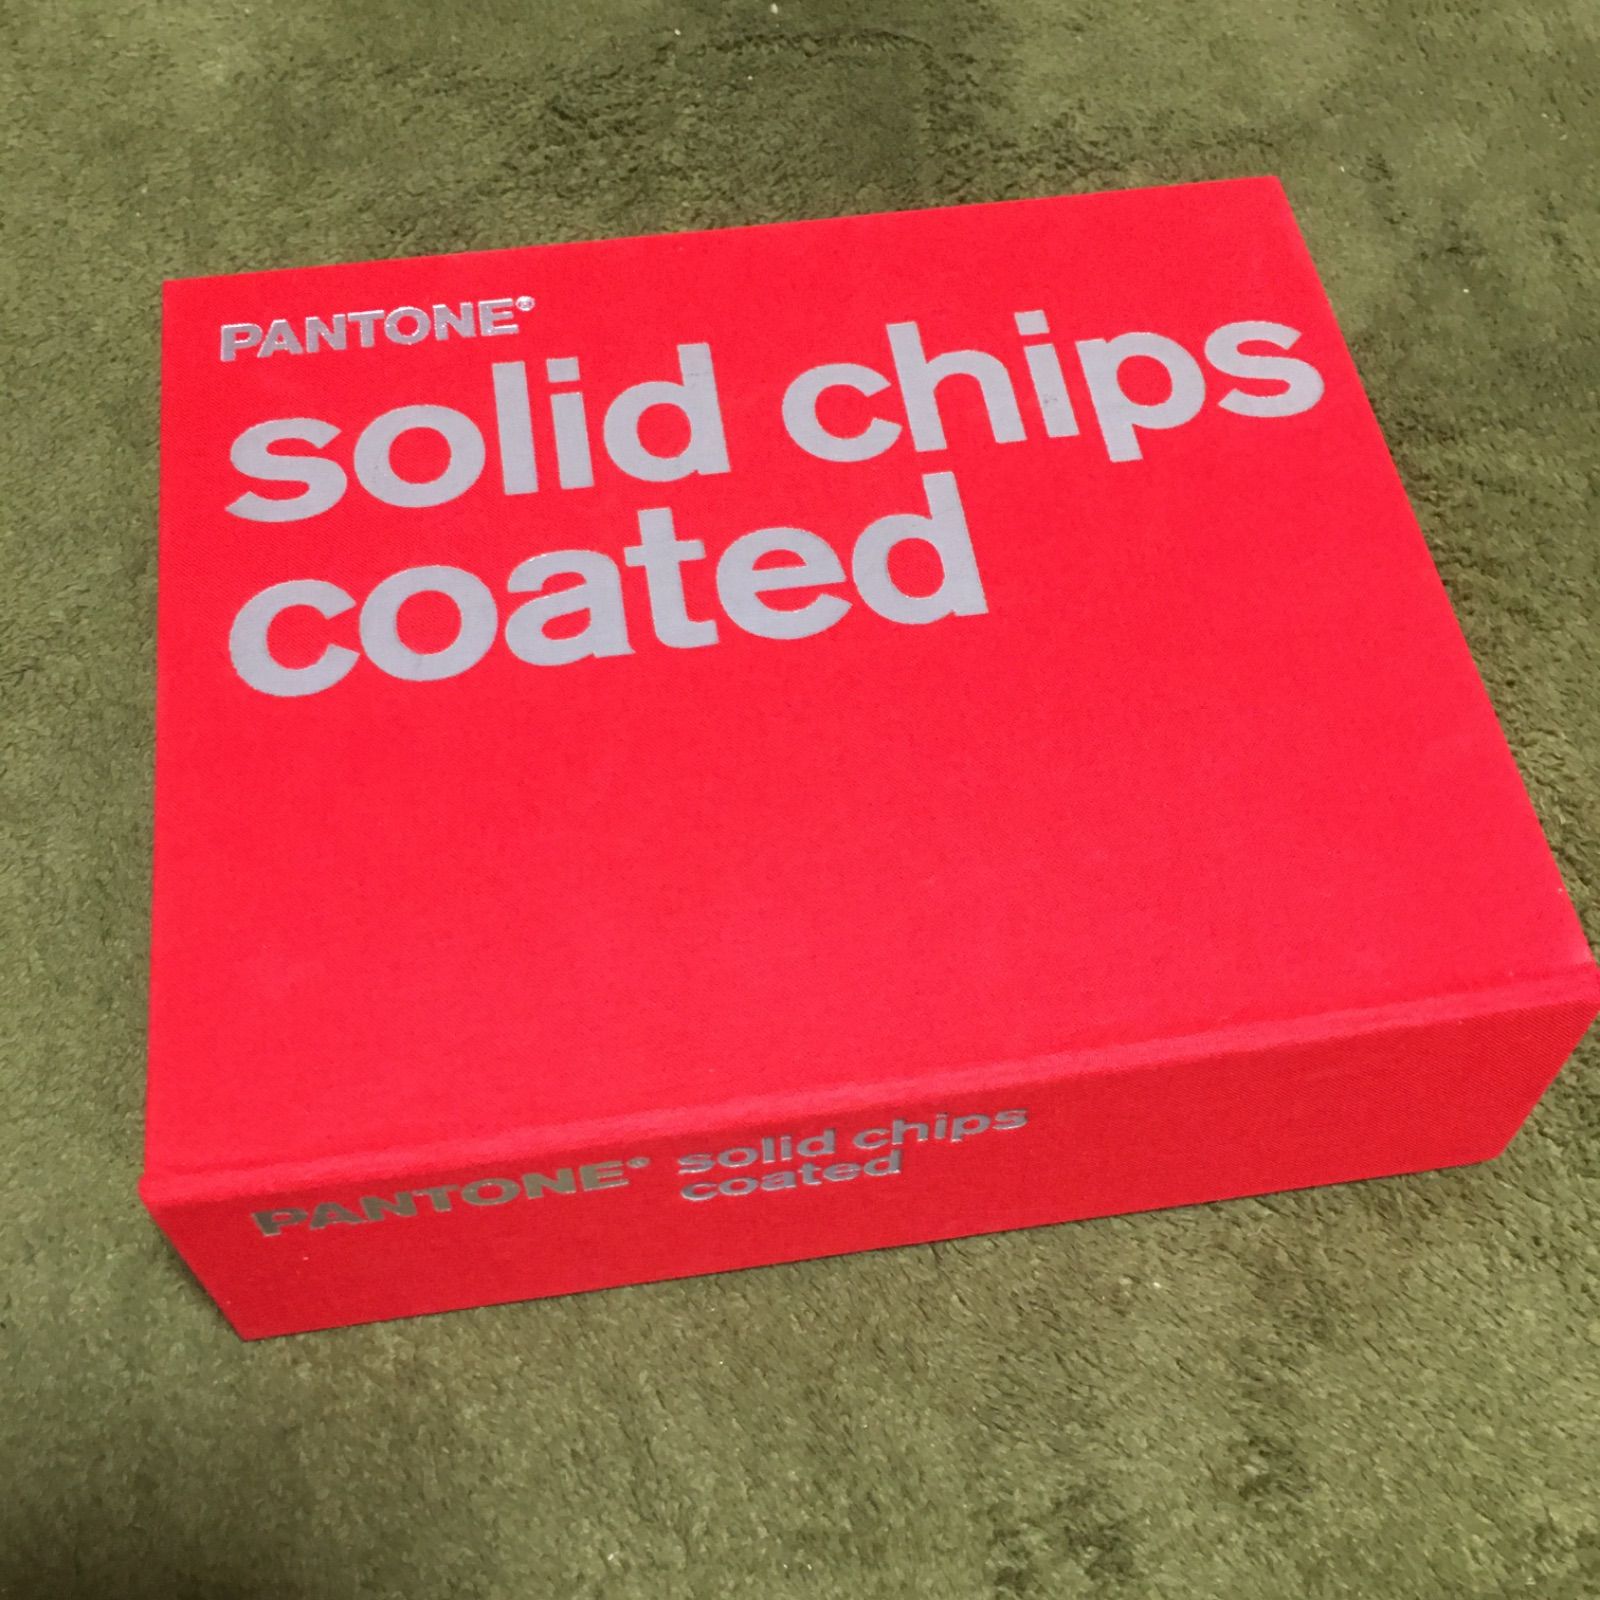 PANTONE®
solid chips
coated
PANTONE® solid chips
coated